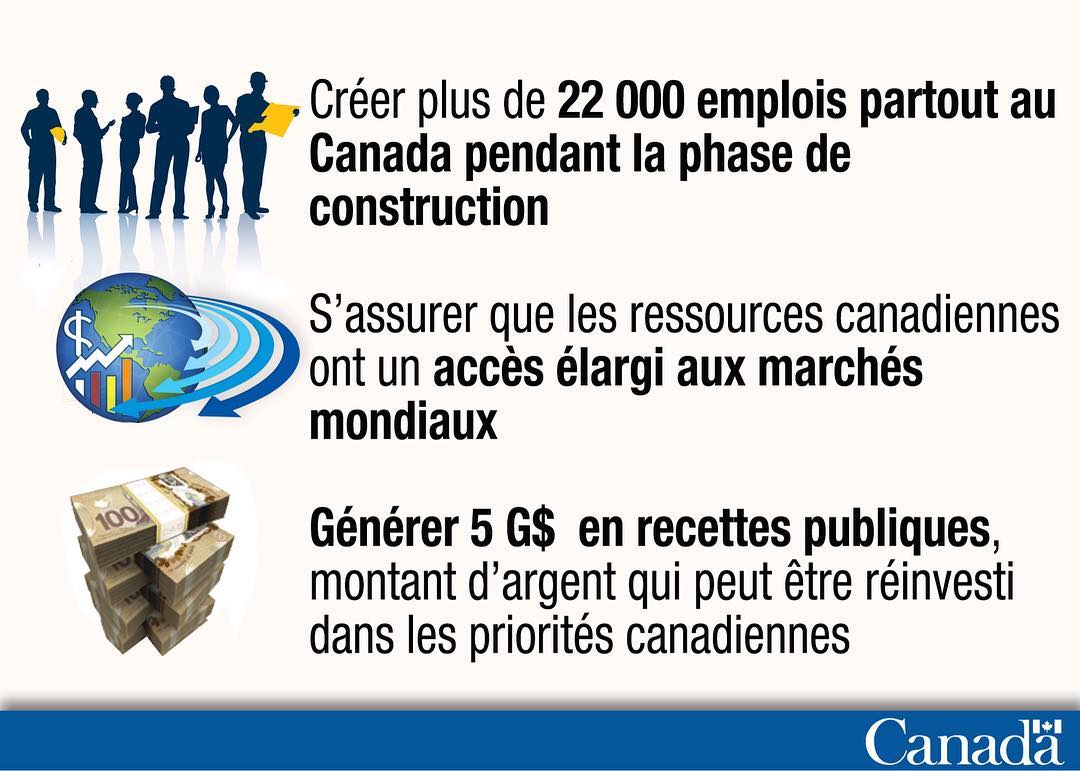 Créer plus de 22 000 emplois partout au
Canada pendant la phase de
construction
S'assurer que les ressources canadiennes
ont un accès élargi aux marchés
mondiaux
$
100
Générer 5 G$ en recettes publiques,
montant d'argent qui peut être réinvesti
dans les priorités canadiennes
Canada